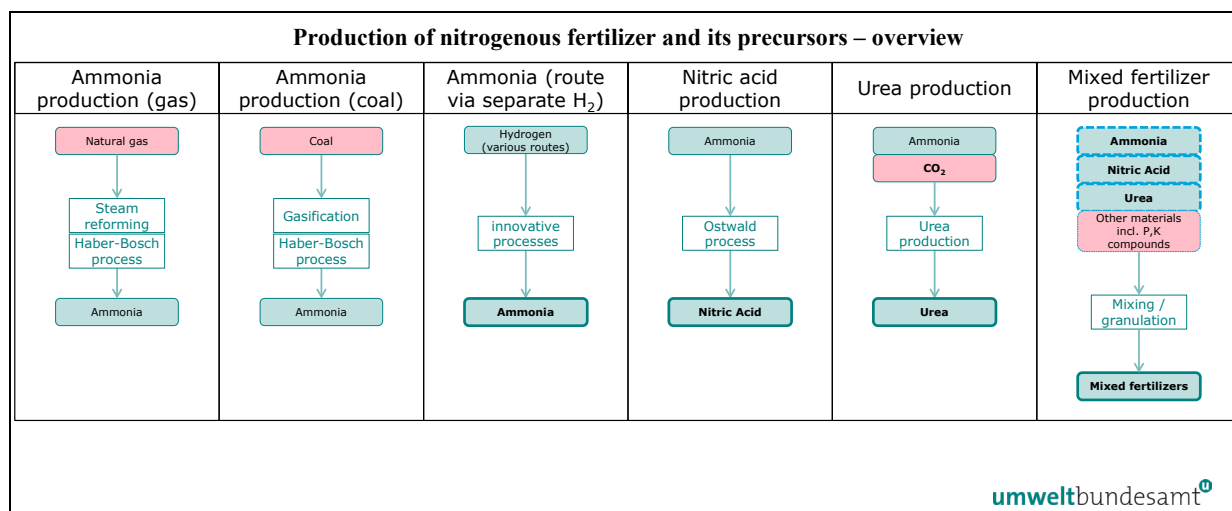 Production of nitrogenous fertilizer and its precursors – overview
Ammonia
production (gas)
Natural gas
Steam
reforming
Haber-Bosch
process
Ammonia
Ammonia
production (coal)
Coal
Gasification
Haber-Bosch
process
Ammonia
Ammonia (route
via separate H₂)
Hydrogen
(various routes)
innovative
processes
Ammonia
Nitric acid
production
Ammonia
Ostwald
process
Nitric Acid
Urea production
Ammonia
CO₂
Urea
production
Urea
Mixed fertilizer
production
Ammonia
Nitric Acid
Urea
Other materials
incl. P,K
compounds
Mixing /
granulation
Mixed fertilizers
umweltbundesamt
u